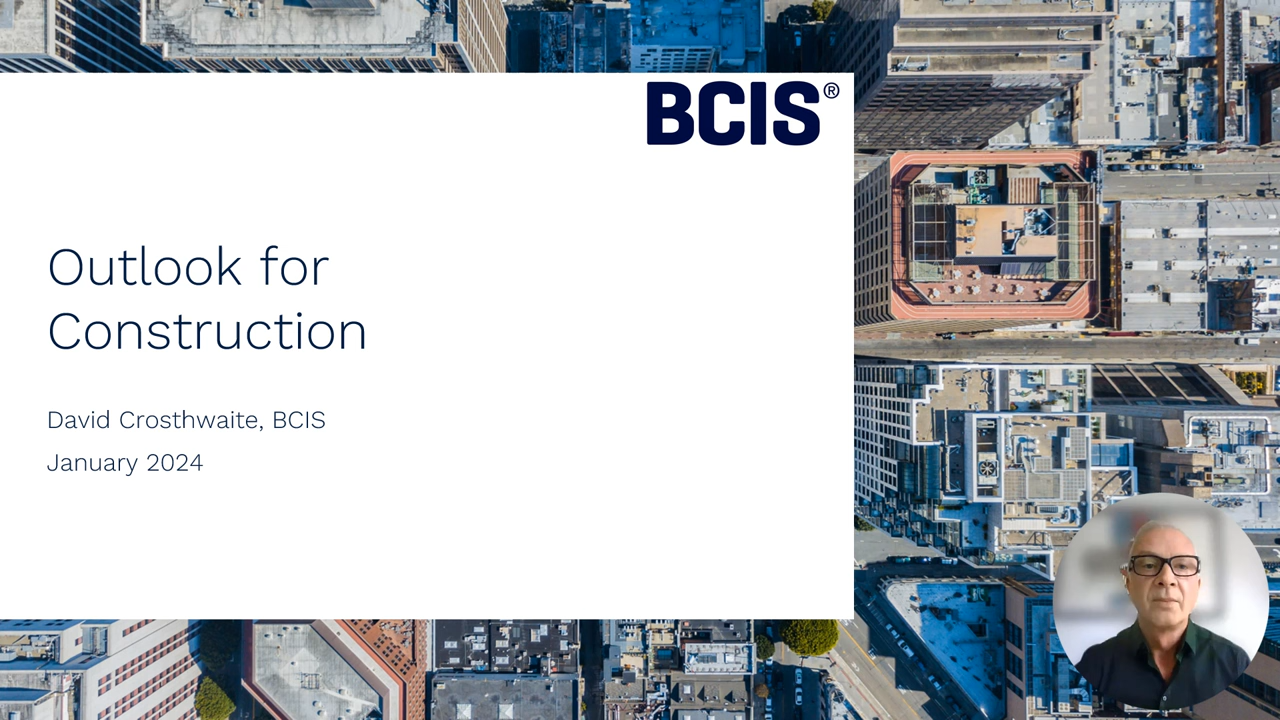 BCIS®
Outlook for
Construction
David Crosthwaite, BCIS
January 2024